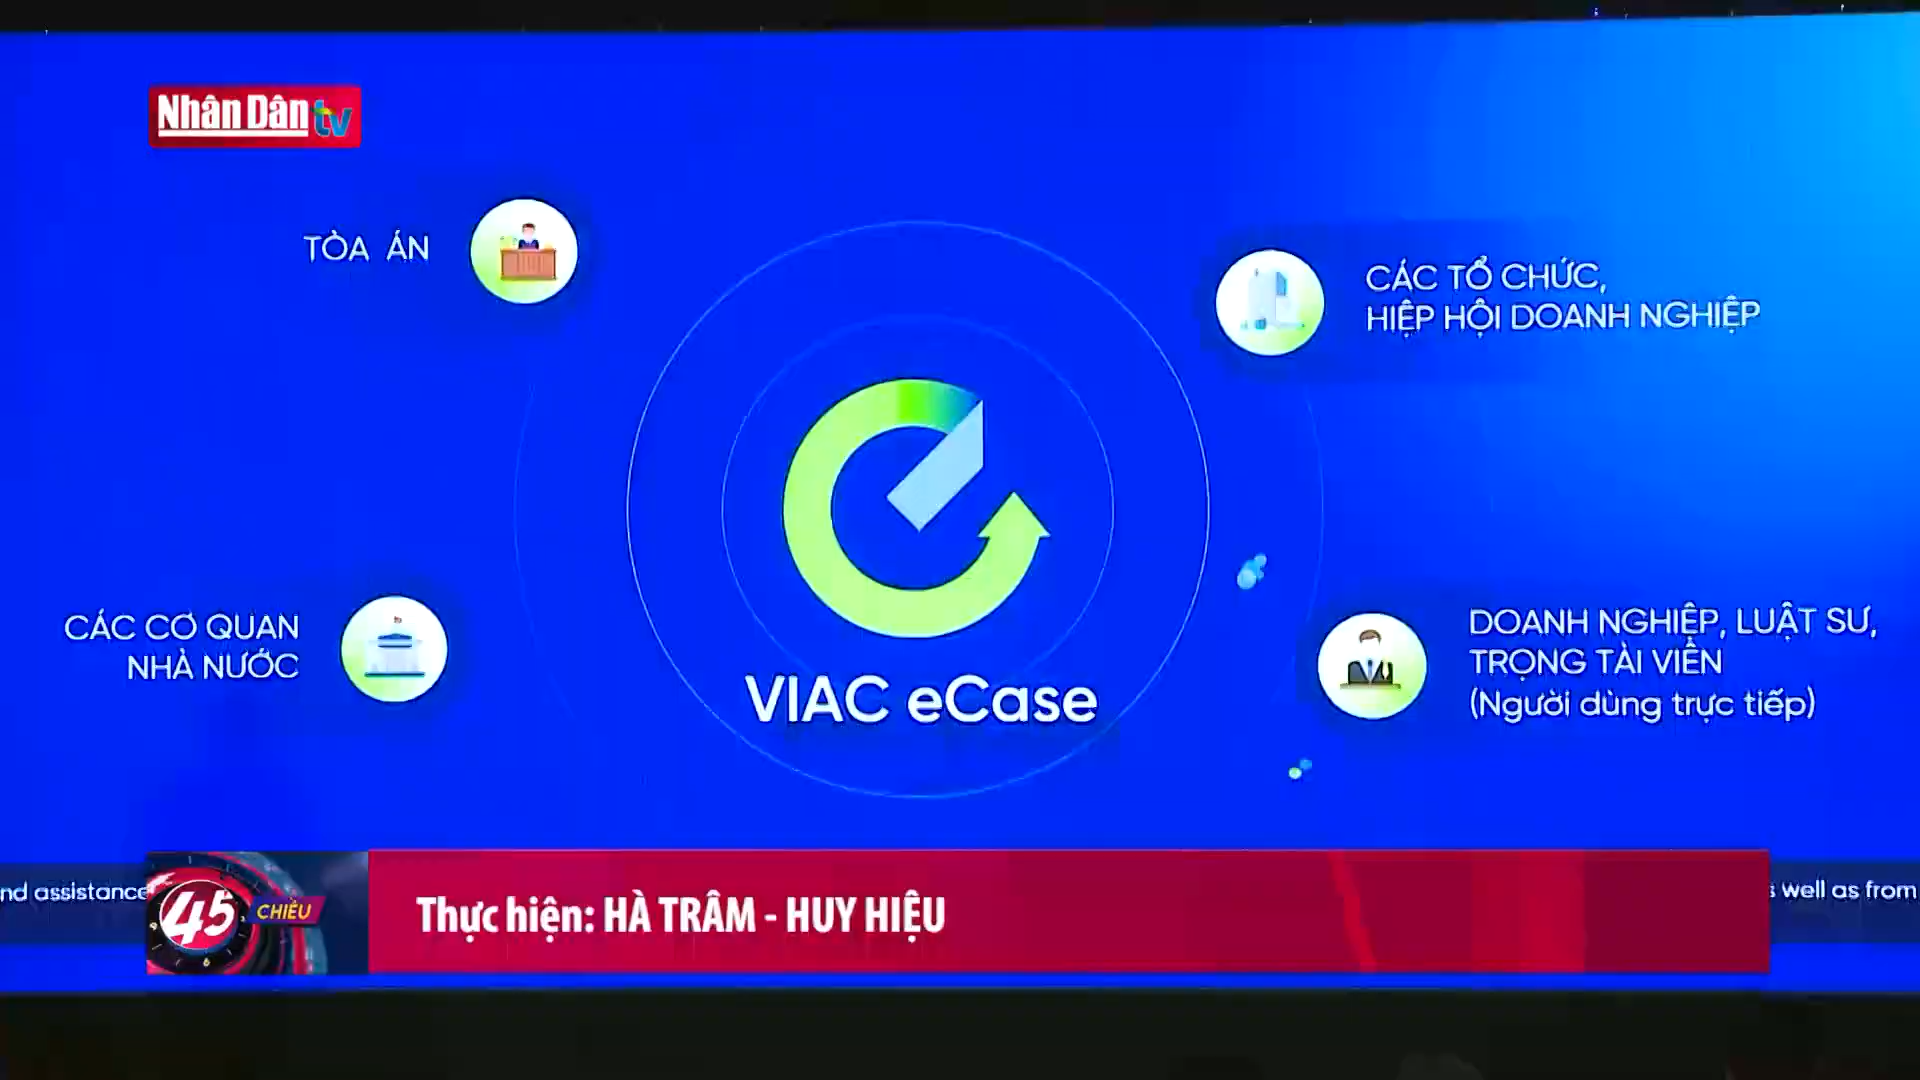 Nhân Dân tv
TÒA ÁN
CÁC TỔ CHỨC,
HIỆP HỘI DOANH NGHIỆP
CÁC CƠ QUAN
NHÀ NƯỚC
DOANH NGHIỆP, LUẬT SƯ,
TRỌNG TÀI VIÊN
(Người dùng trực tiếp)
VIAC eCase
nd assistance
s well as from
45 CHIỀU
Thực hiện: HÀ TRÂM - HUY HIỆU